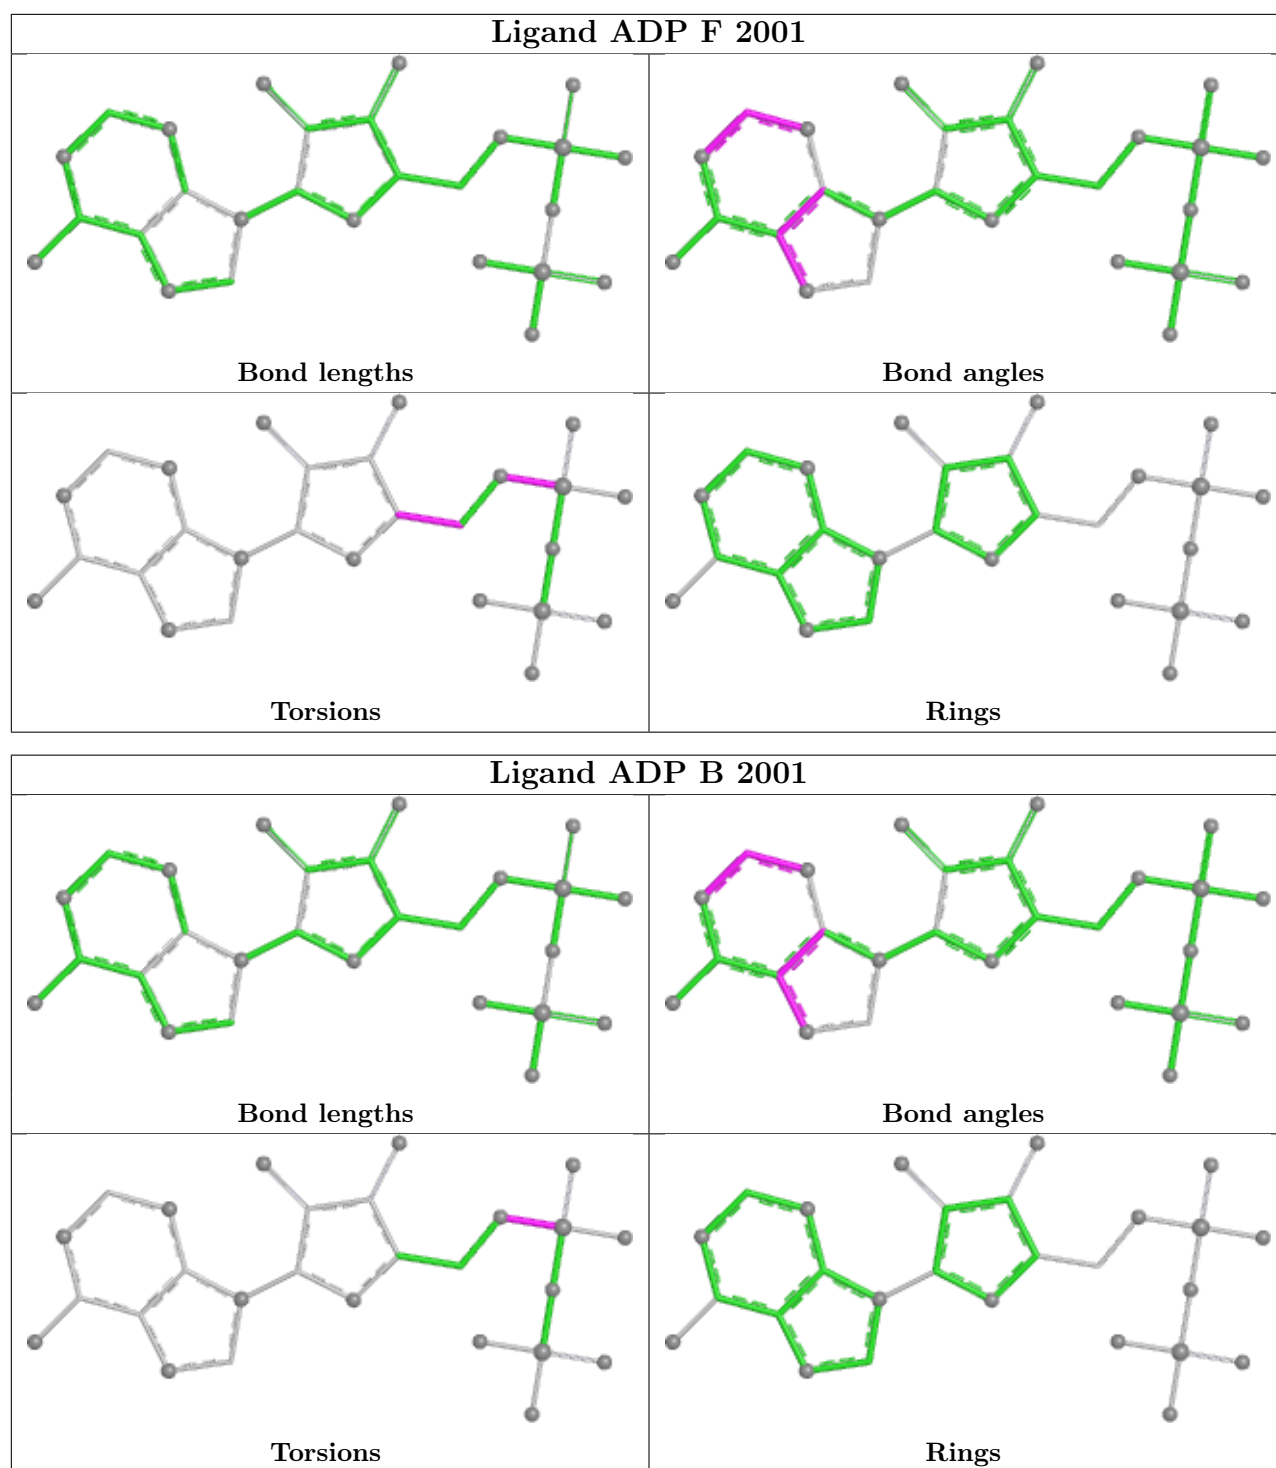 Ligand ADP F 2001
Bond lengths
Bond angles
Torsions
Rings
Ligand ADP B 2001
Bond lengths
Bond angles
Torsions
Rings